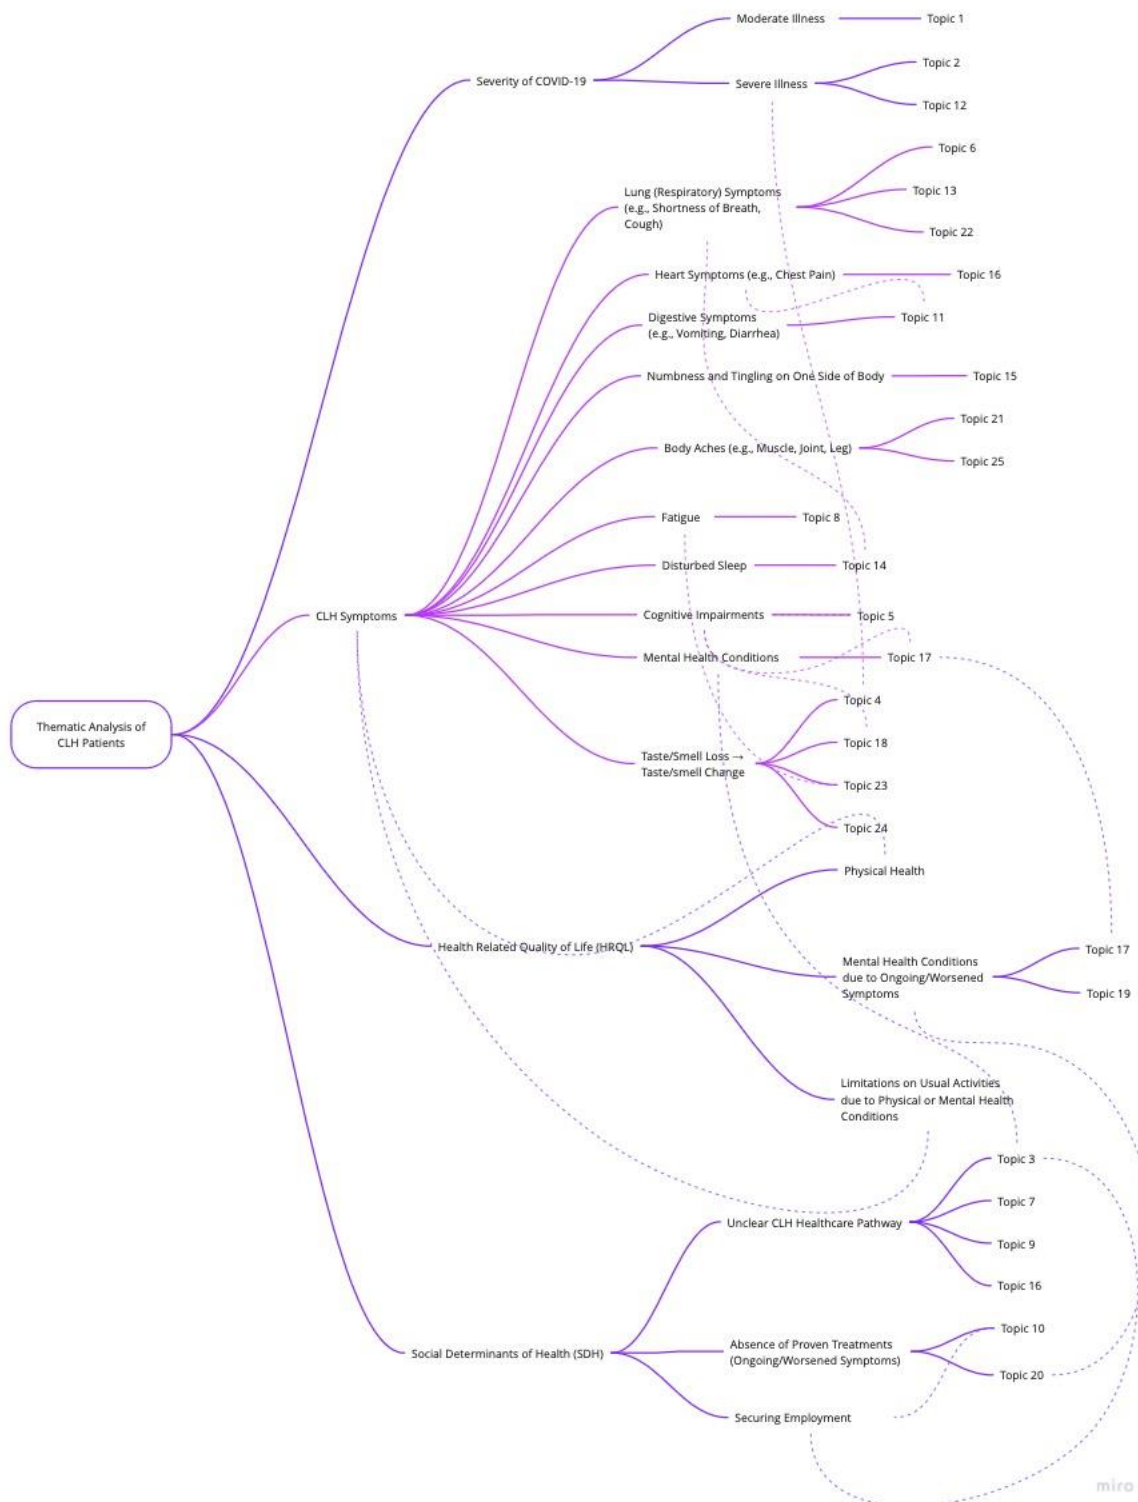 Moderate Illness
Topic 1
Severity of COVID-19
Severe Illness
Topic 2
Topic 12
Lung (Respiratory) Symptoms
(e.g., Shortness of Breath,
Cough)
Topic 6
Topic 13
Topic 22
Heart Symptoms (e.g., Chest Pain)
Topic 16
Digestive Symptoms
(e.g., Vomiting, Diarrhea)
Topic 11
Numbness and Tingling on One Side of Body
Topic 15
Body Aches (e.g., Muscle, Joint, Leg)
Topic 21
Topic 25
Fatigue
Topic 8
Disturbed Sleep
Topic 14
CLH Symptoms
Cognitive Impairments
Topic 5
Mental Health Conditions
Topic 17
Taste/Smell Loss →
Taste/smell Change
Topic 4
Topic 18
Topic 23
Topic 24
Thematic Analysis of
CLH Patients
Health Related Quality of Life (HRQL)
Physical Health
Mental Health Conditions
due to Ongoing/Worsened
Symptoms
Topic 17
Topic 19
Limitations on Usual Activities
due to Physical or Mental Health
Conditions
Social Determinants of Health (SDH)
Unclear CLH Healthcare Pathway
Topic 3
Topic 7
Topic 9
Topic 16
Absence of Proven Treatments
(Ongoing/Worsened Symptoms)
Topic 10
Topic 20
Securing Employment
miro